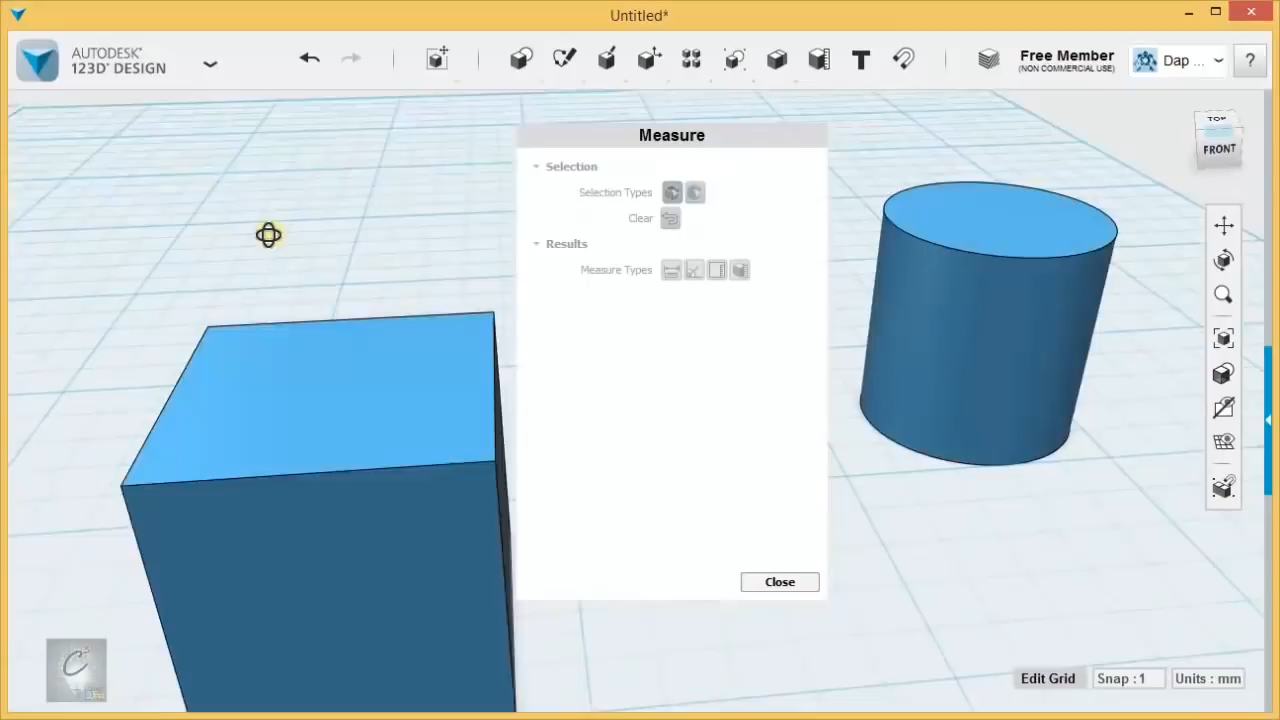 Untitled*
AUTODESK®
123D® DESIGN
T
Free Member
(NON COMMERCIAL USE)
Dap ...
?
Measure
TOP
FRONT
Selection
Selection Types
Clear
Results
Measure Types
Close
Edit Grid
Snap : 1
Units : mm